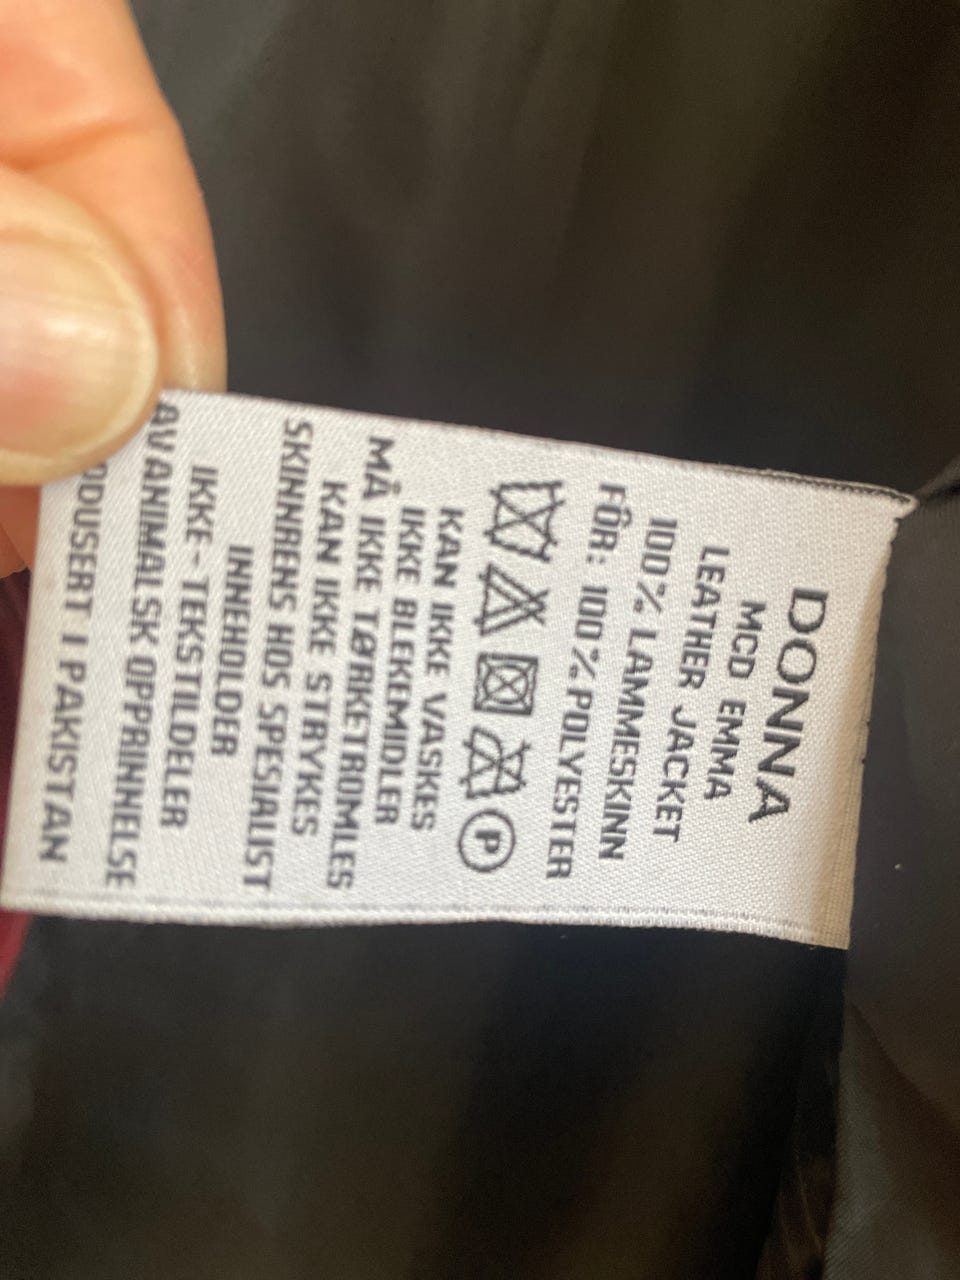 DONNA
MCD EMMA
LEATHER JACKET
100% LAMMESKINN
FÔR: 100% POLYESTER
P
KAN IKKE VASKES
IKKE BLEKEMIDLER
MÅ IKKE TØRKETROMLES
KAN IKKE STRYKES
SKINNRENS HOS SPESIALIST
INNEHOLDER
IKKE-TEKSTILDELER
AV ANIMALSK OPPRINNELSE
ODUSERT I PAKISTAN